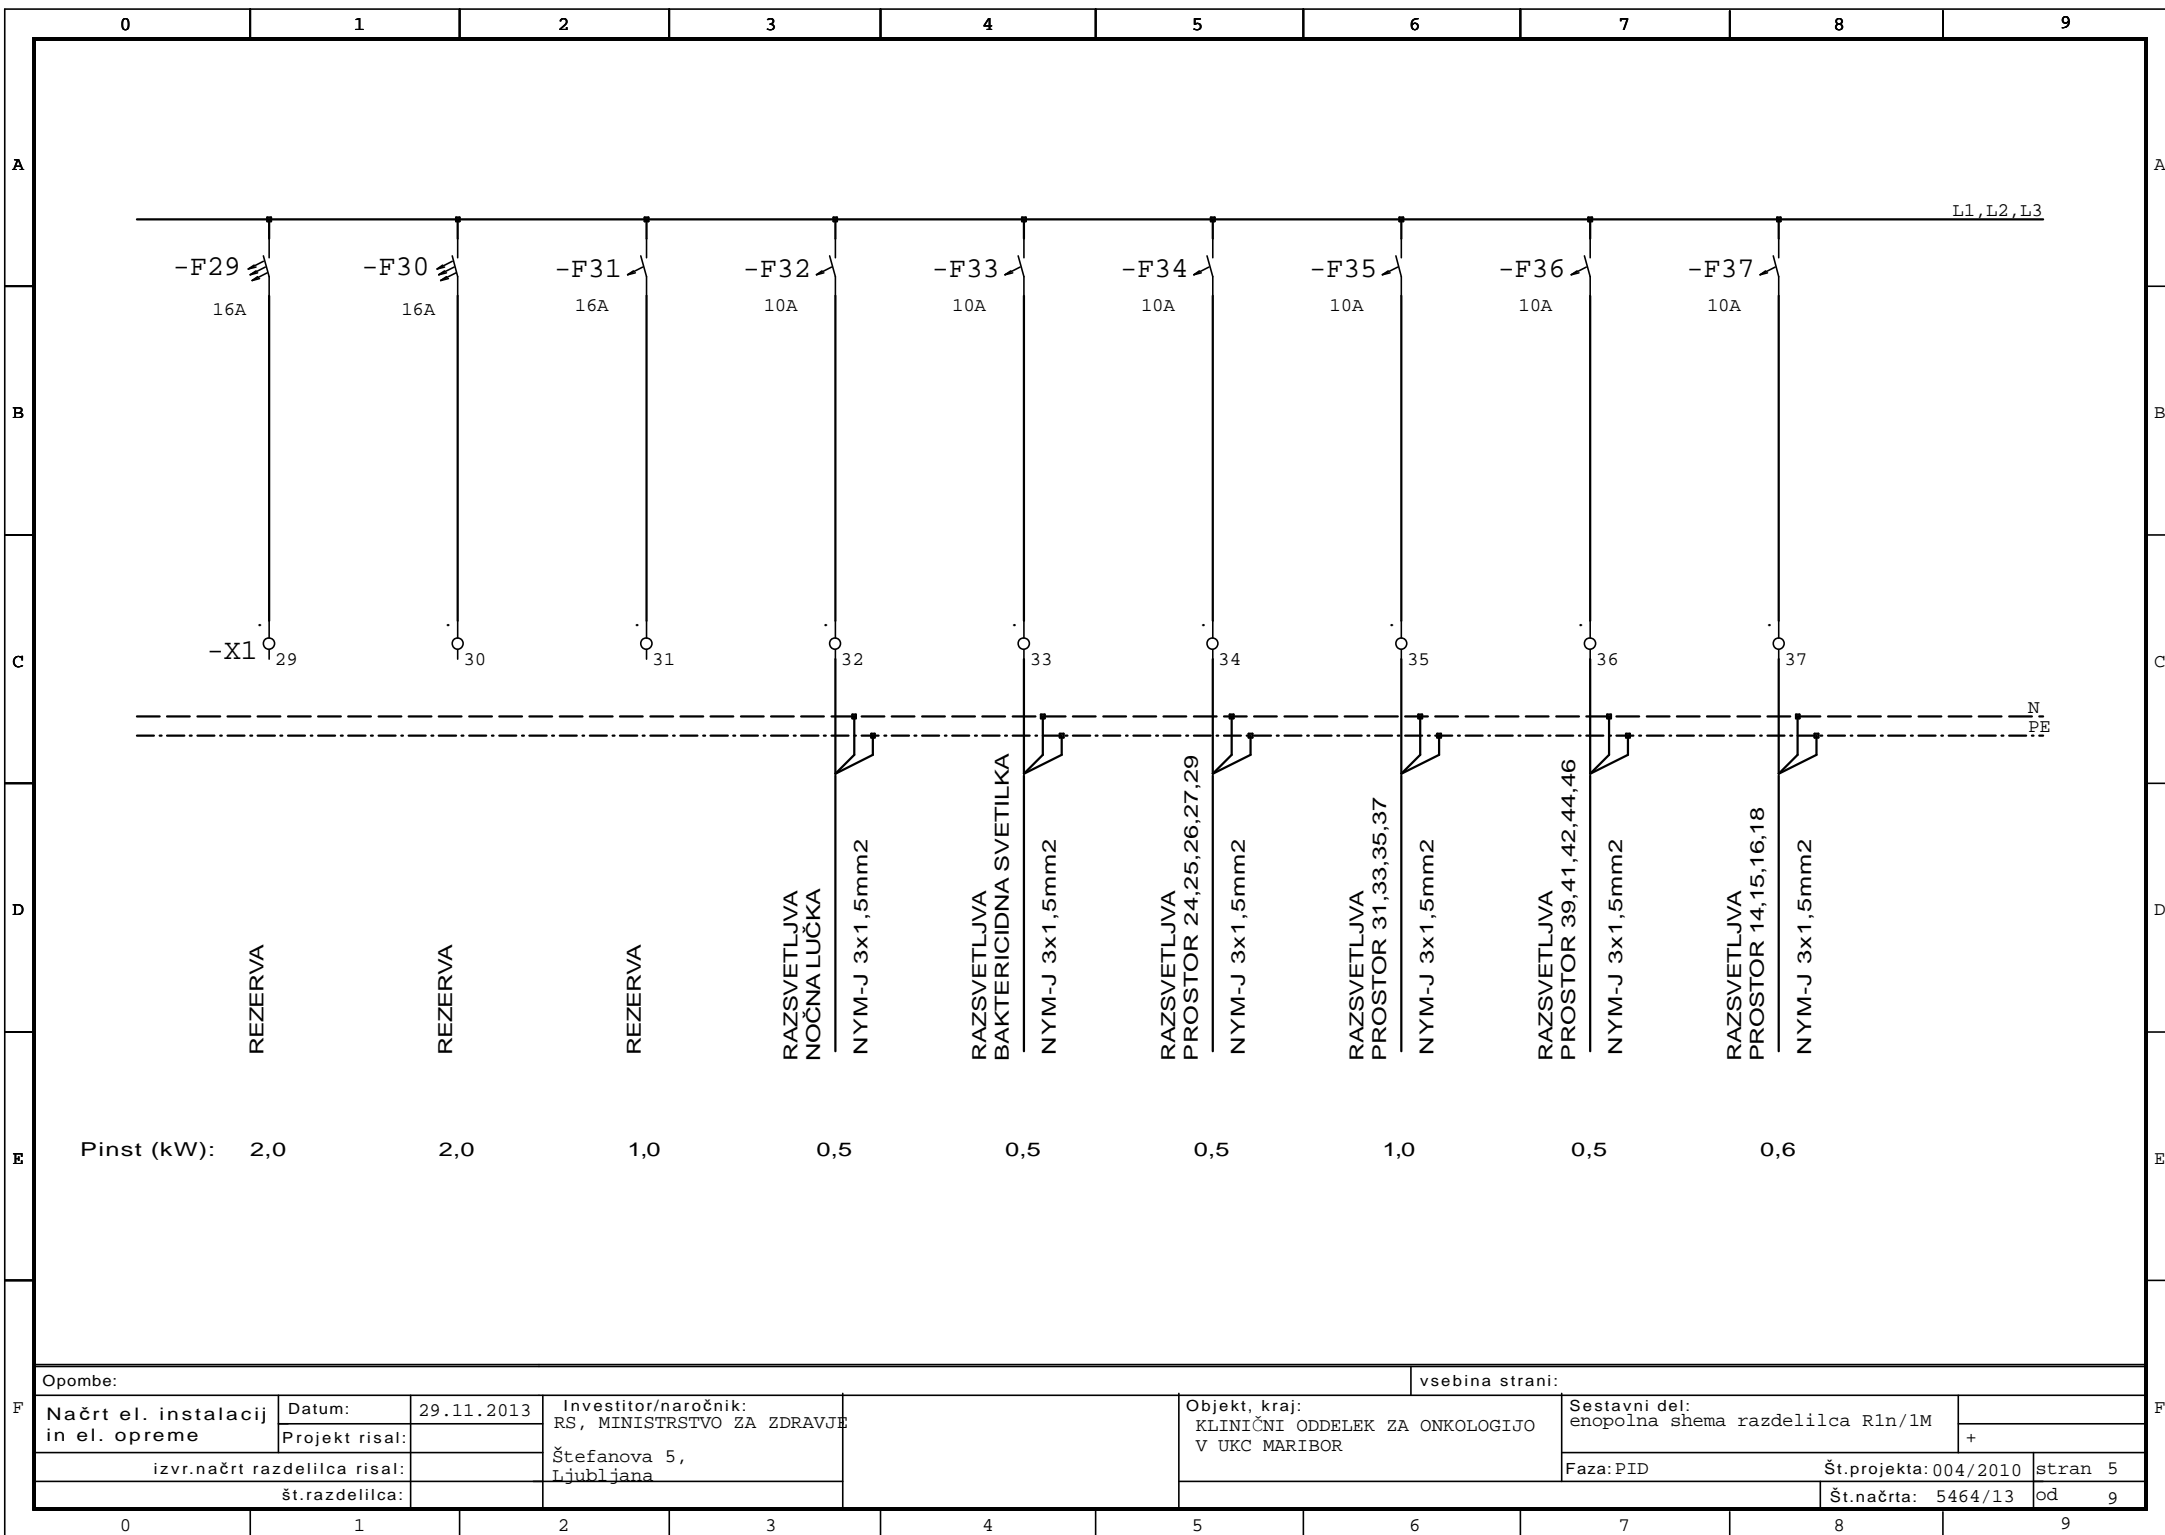 0 1 2 3 4 5 6 7 8 9
A A
L1,L2,L3
-F29 -F30 -F31 -F32 -F33 -F34 -F35 -F36 -F37
16A 16A 16A 10A 10A 10A 10A 10A 10A
B B
-X1 29 30 31 32 33 34 35 36 37
C C
N
PE
REZERVA
REZERVA
REZERVA
RAZSVETLJVA
NOČNA LUČKA
NYM-J 3x1,5mm2
RAZSVETLJVA
BAKTERICIDNA SVETILKA
NYM-J 3x1,5mm2
RAZSVETLJVA
PROSTOR 24,25,26,27,29
NYM-J 3x1,5mm2
RAZSVETLJVA
PROSTOR 31,33,35,37
NYM-J 3x1,5mm2
RAZSVETLJVA
PROSTOR 39,41,42,44,46
NYM-J 3x1,5mm2
RAZSVETLJVA
PROSTOR 14,15,16,18
NYM-J 3x1,5mm2
D D
Pinst (kW): 2,0 2,0 1,0 0,5 0,5 0,5 1,0 0,5 0,6
E E
Opombe:
vsebina strani:
F F
Načrt el. instalacij
in el. opreme
Datum: 29.11.2013
Projekt risal:
izvr.načrt razdelilca risal:
št.razdelilca:
Investitor/naročnik:
RS, MINISTRSTVO ZA ZDRAVJE
Štefanova 5,
Ljubljana
Objekt, kraj:
KLINIČNI ODDELEK ZA ONKOLOGIJO
V UKC MARIBOR
Sestavni del:
enopolna shema razdelilca R1n/1M
+
Faza: PID
Št.projekta: 004/2010
stran 5
Št.načrta: 5464/13
od 9
0 1 2 3 4 5 6 7 8 9